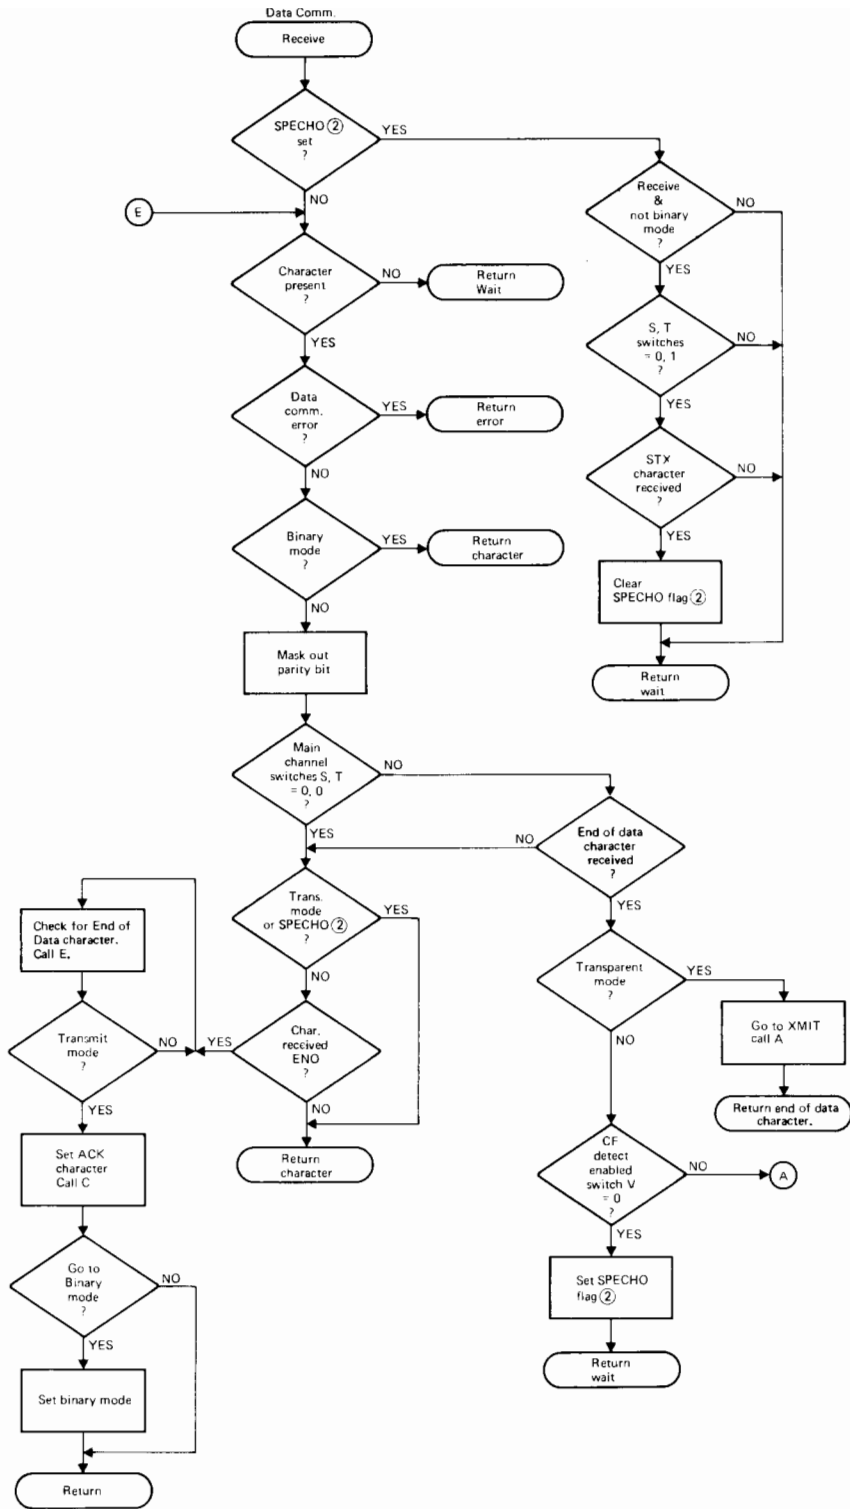 Data Comm.
Receive
SPECHO ②
set
?
YES
NO
E
Receive
&
not binary
mode
?
NO
YES
Character
present
?
NO
Return
Wait
YES
S, T
switches
= 0, 1
?
NO
YES
Data
comm.
error
?
YES
Return
error
NO
STX
character
received
?
NO
YES
Binary
mode
?
YES
Return
character
NO
Clear
SPECHO flag ②
Mask out
parity bit
Return
wait
Main
channel
switches S, T
= 0, 0
?
NO
YES
End of data
character
received
?
NO
YES
Trans.
mode
or SPECHO ②
?
YES
NO
Check for End of
Data character.
Call E.
Transparent
mode
?
YES
NO
Go to XMIT
call A
Return end of data
character.
Transmit
mode
?
NO
YES
Char.
received
ENO
?
YES
NO
Return
character
Set ACK
character
Call C
CF
detect
enabled
switch V
= 0
?
NO
A
YES
Go to
Binary
mode
?
NO
YES
Set SPECHO
flag ②
Return
wait
Set binary mode
Return